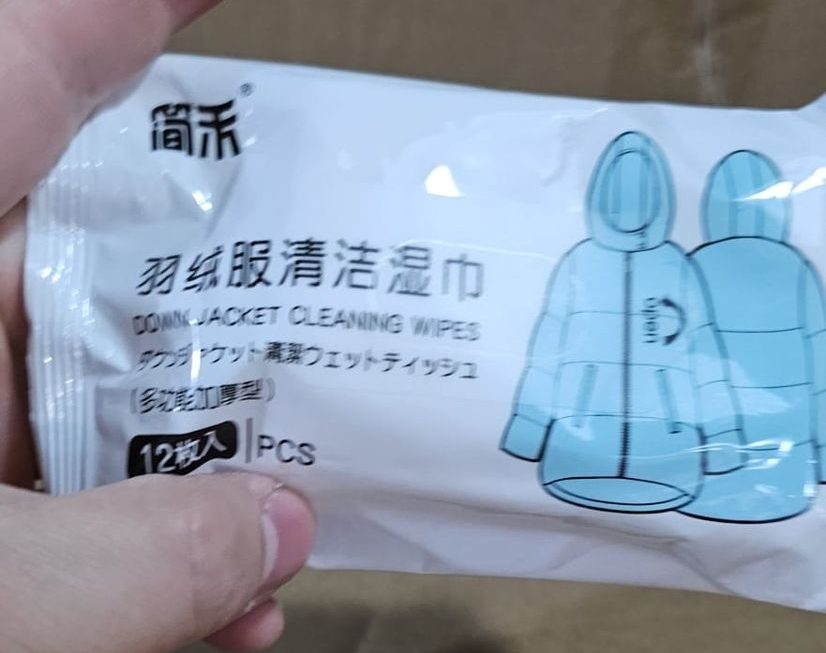 简禾®
羽绒服清洁湿巾
DOWN JACKET CLEANING WIPES
ダウンジャケット清潔ウェットティッシュ
(多功能加厚型)
12枚入 | PCS
open